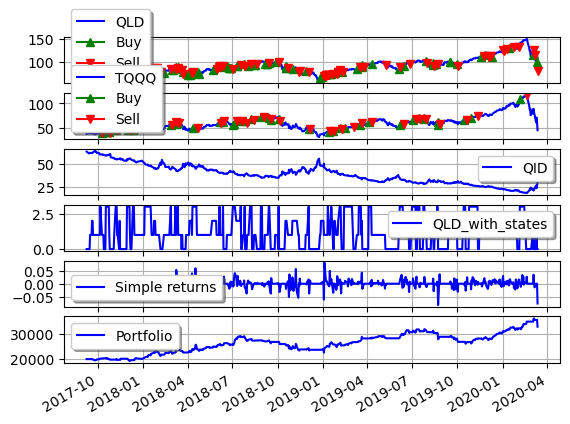 QLD
Buy
Sell
150
100
TQQQ
Buy
Sell
100
50
QID
50
25
QLD_with_states
2.5
0.0
Simple returns
0.05
0.00
−0.05
Portfolio
30000
20000
2017-10
2018-01
2018-04
2018-07
2018-10
2019-01
2019-04
2019-07
2019-10
2020-01
2020-04